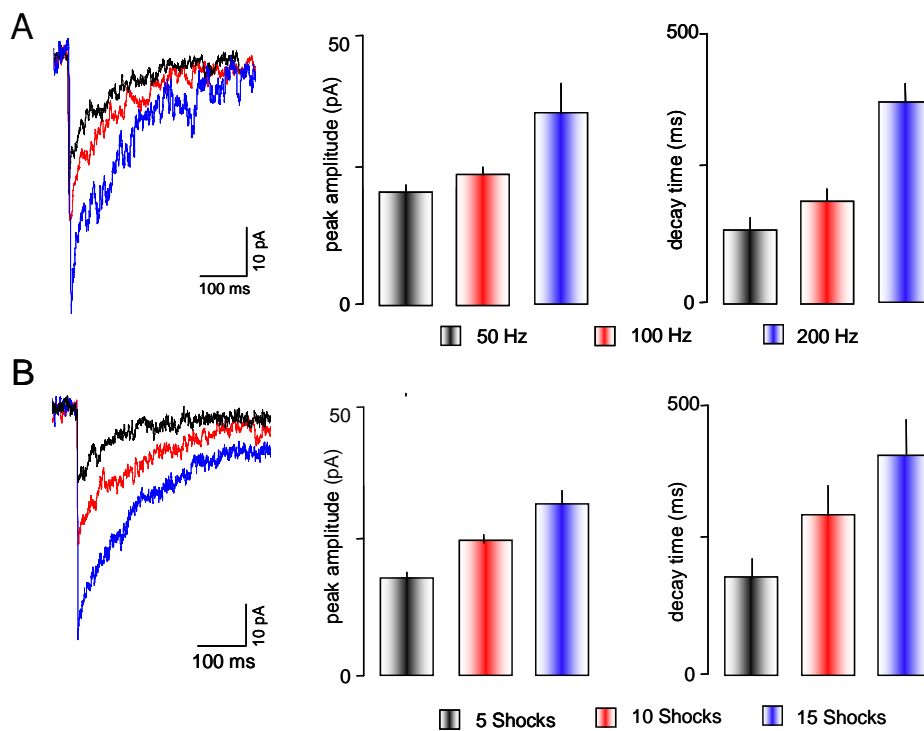 A
50
peak amplitude (pA)
0
500
decay time (ms)
0
10 pA
100 ms
50 Hz
100 Hz
200 Hz
B
50
peak amplitude (pA)
0
500
decay time (ms)
0
10 pA
100 ms
5 Shocks
10 Shocks
15 Shocks